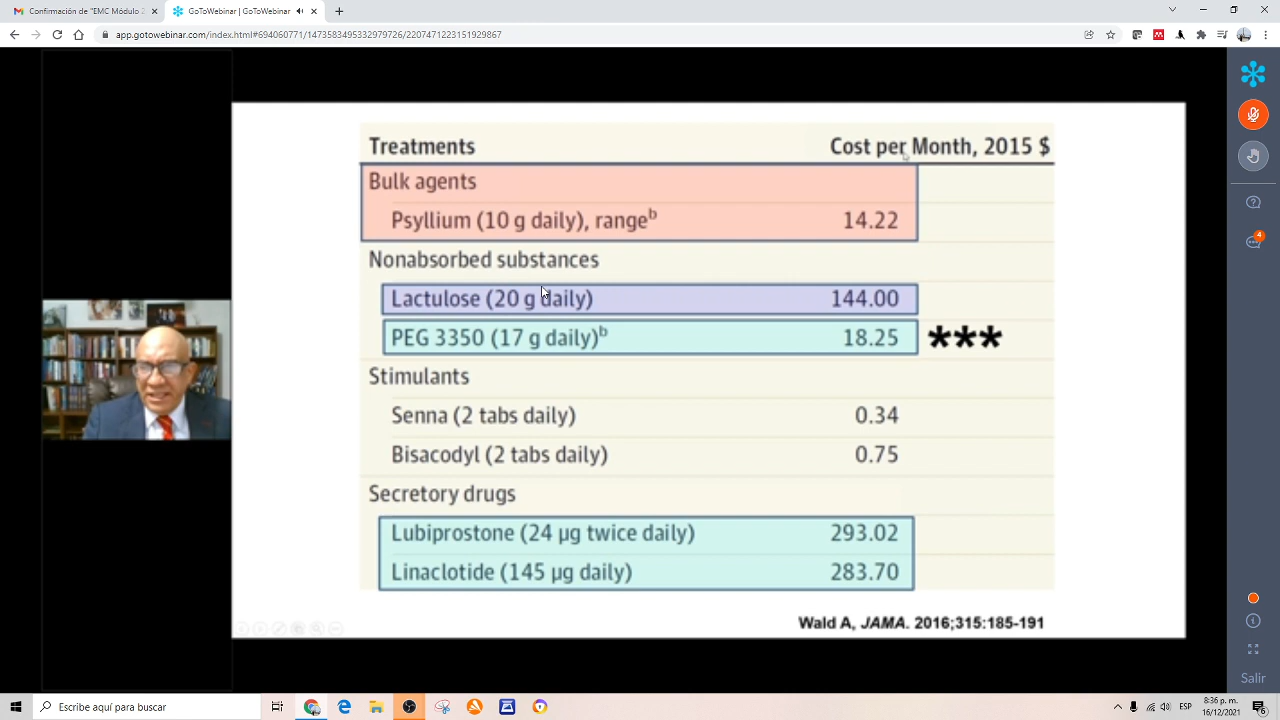 Confirmación de "EMC Módulo 3
GoToWebinar | GoToWebinar
app.gotowebinar.com/index.html#694060771/1473583495332979726/2207471223151929867
Treatments Cost per Month, 2015 $
Bulk agents
Psyllium (10 g daily), rangeᵇ 14.22
Nonabsorbed substances
Lactulose (20 g daily) 144.00
PEG 3350 (17 g daily)ᵇ 18.25 ***
Stimulants
Senna (2 tabs daily) 0.34
Bisacodyl (2 tabs daily) 0.75
Secretory drugs
Lubiprostone (24 µg twice daily) 293.02
Linaclotide (145 µg daily) 283.70
Wald A, JAMA. 2016;315:185-191
4
Salir
Escribe aquí para buscar
ESP
8:36 p. m.
16/12/2021